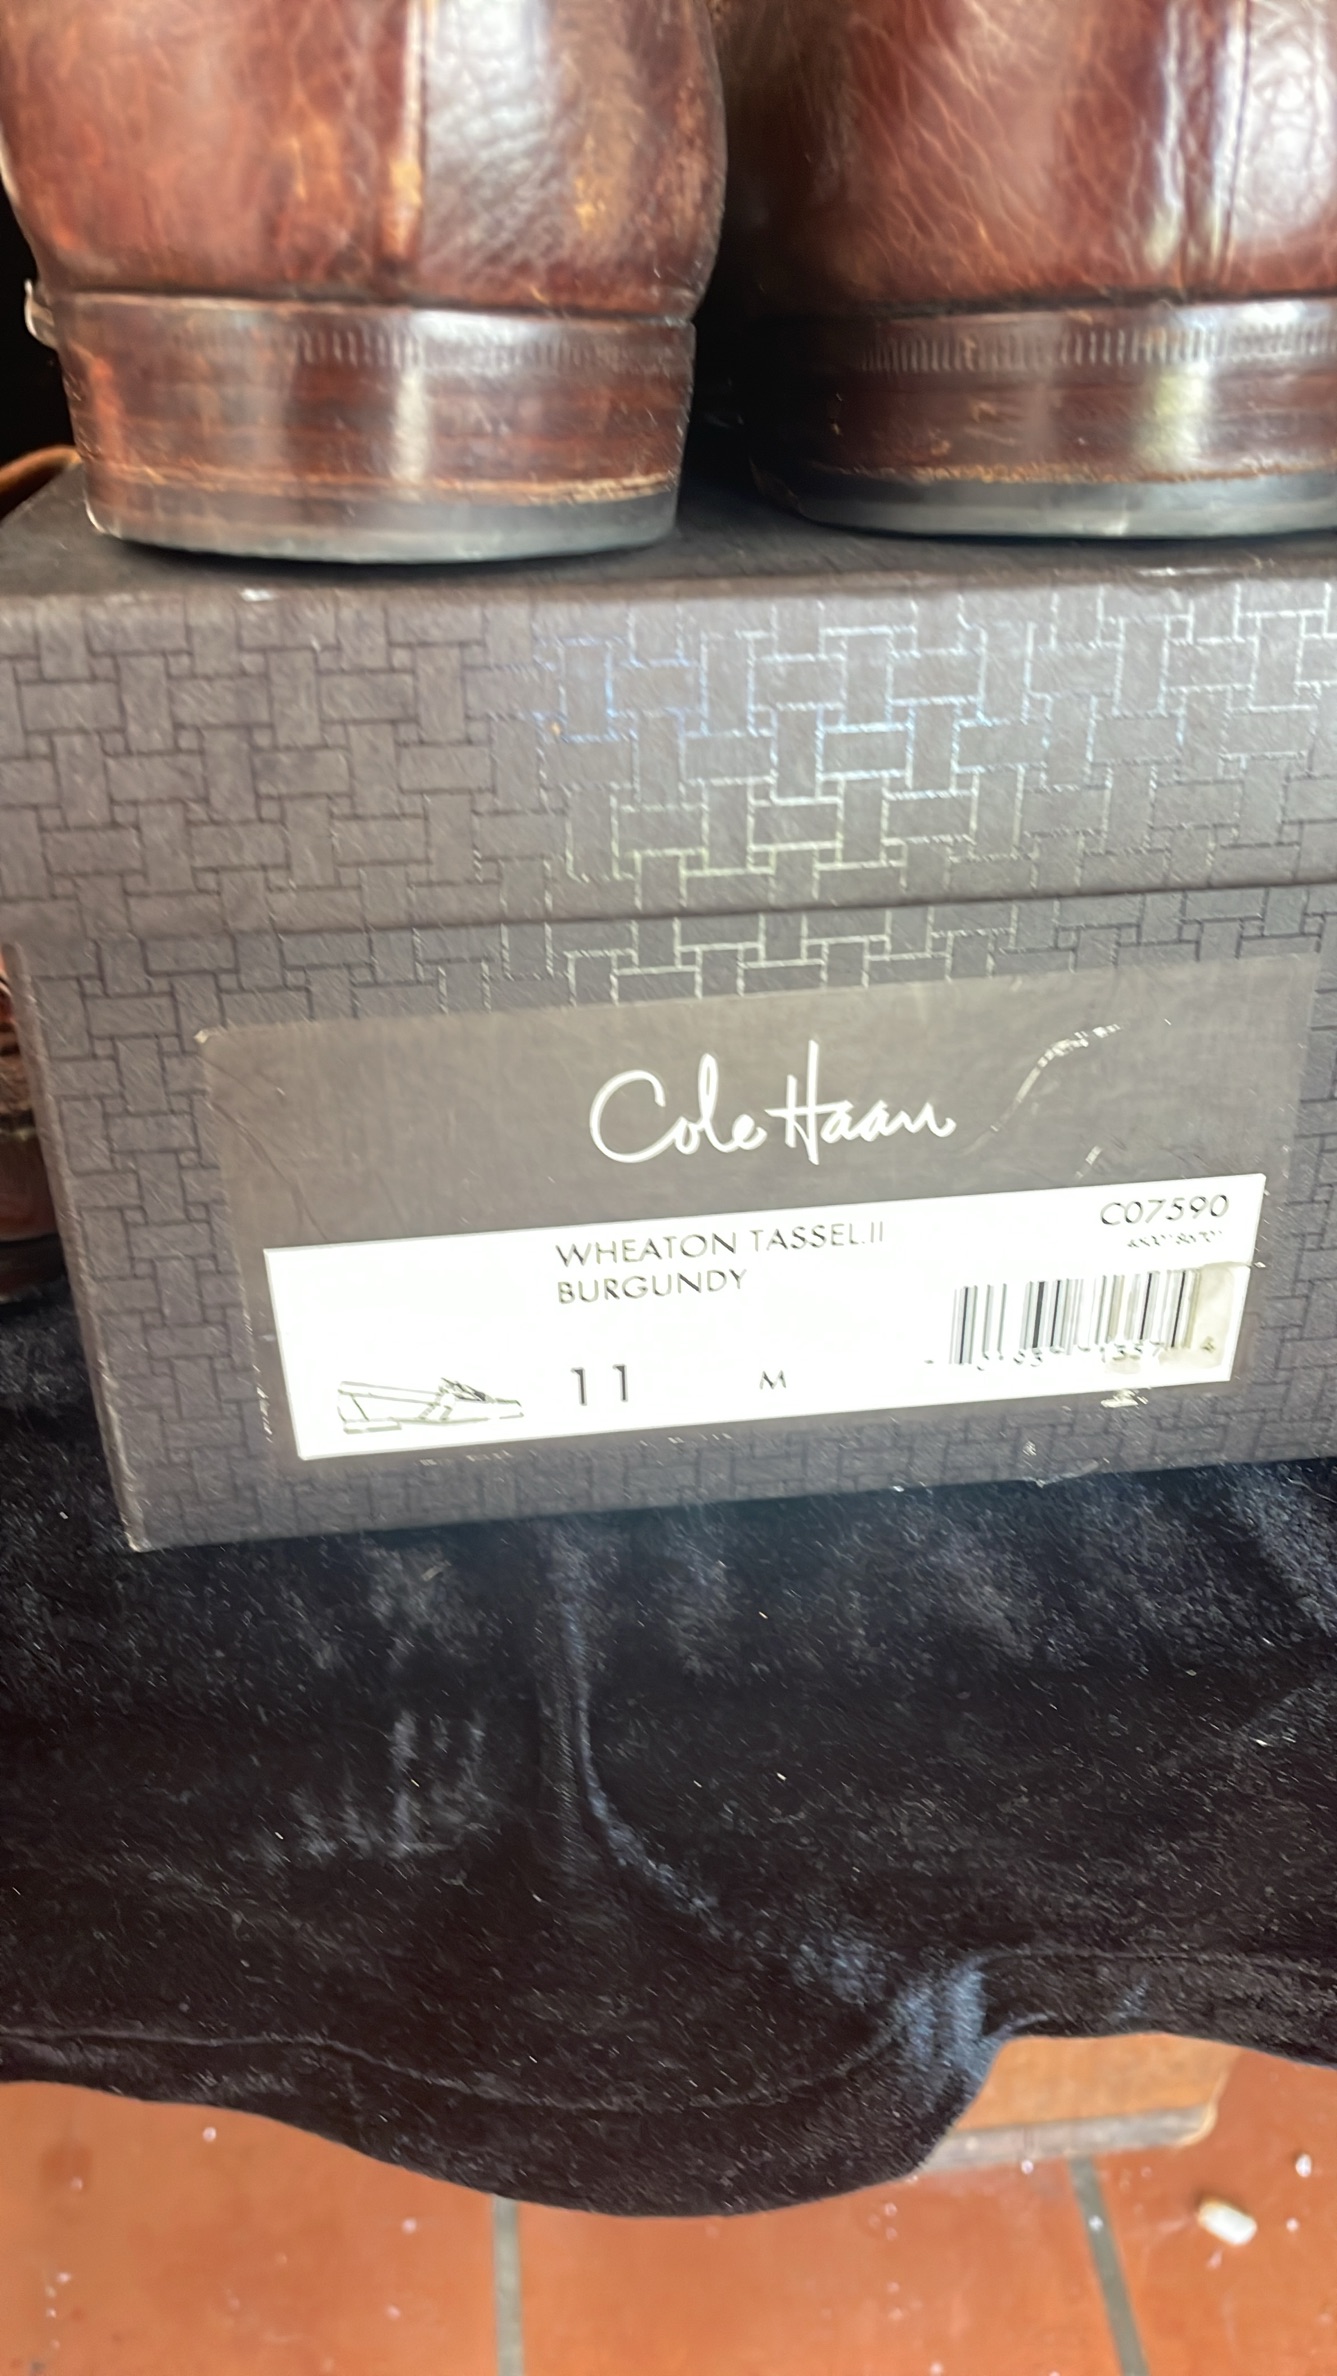 Cole Haan
WHEATON TASSEL.II
C07590
BURGUNDY
11 M